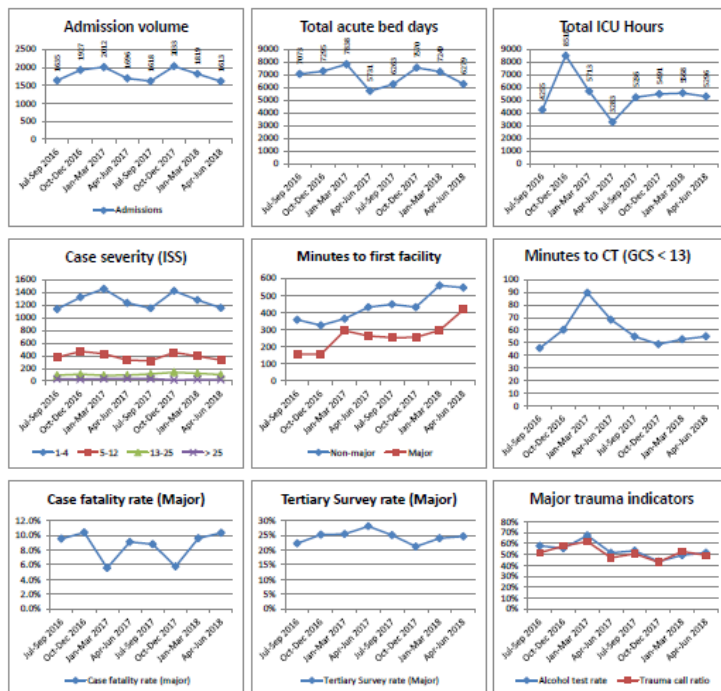 Admission volume
2500
2000
1500
1000
500
0
1635
1927
2012
1696
1618
1819
1613
Jul-Sep 2016
Oct-Dec 2016
Jan-Mar 2017
Apr-Jun 2017
Jul-Sep 2017
Oct-Dec 2017
Jan-Mar 2018
Apr-Jun 2018
Admissions
Total acute bed days
9000
8000
7000
6000
5000
4000
3000
2000
1000
0
7073
7295
7838
5731
Jul-Sep 2016
Oct-Dec 2016
Jan-Mar 2017
Apr-Jun 2017
Jul-Sep 2017
Oct-Dec 2017
Jan-Mar 2018
Apr-Jun 2018
Total ICU Hours
9000
8000
7000
6000
5000
4000
3000
2000
1000
0
5713
3283
5491
5568
5296
Jul-Sep 2016
Oct-Dec 2016
Jan-Mar 2017
Apr-Jun 2017
Jul-Sep 2017
Oct-Dec 2017
Jan-Mar 2018
Apr-Jun 2018
Case severity (ISS)
1600
1400
1200
1000
800
600
400
200
0
Jul-Sep 2016
Oct-Dec 2016
Jan-Mar 2017
Apr-Jun 2017
Jul-Sep 2017
Oct-Dec 2017
Jan-Mar 2018
Apr-Jun 2018
1-4 5-12 13-25 > 25
Minutes to first facility
600
500
400
300
200
100
0
Jul-Sep 2016
Oct-Dec 2016
Jan-Mar 2017
Apr-Jun 2017
Jul-Sep 2017
Oct-Dec 2017
Jan-Mar 2018
Apr-Jun 2018
Non-major Major
Minutes to CT (GCS < 13)
100
90
80
70
60
50
40
30
20
10
0
Jul-Sep 2016
Oct-Dec 2016
Jan-Mar 2017
Apr-Jun 2017
Jul-Sep 2017
Oct-Dec 2017
Jan-Mar 2018
Apr-Jun 2018
Case fatality rate (Major)
12.0%
10.0%
8.0%
6.0%
4.0%
2.0%
0.0%
Jul-Sep 2016
Oct-Dec 2016
Jan-Mar 2017
Apr-Jun 2017
Jul-Sep 2017
Oct-Dec 2017
Jan-Mar 2018
Apr-Jun 2018
Case fatality rate (major)
Tertiary Survey rate (Major)
30%
25%
20%
15%
10%
5%
0%
Jul-Sep 2016
Oct-Dec 2016
Jan-Mar 2017
Apr-Jun 2017
Jul-Sep 2017
Oct-Dec 2017
Jan-Mar 2018
Apr-Jun 2018
Tertiary Survey rate (Major)
Major trauma indicators
80%
70%
60%
50%
40%
30%
20%
10%
0%
Jul-Sep 2016
Oct-Dec 2016
Jan-Mar 2017
Apr-Jun 2017
Jul-Sep 2017
Oct-Dec 2017
Jan-Mar 2018
Apr-Jun 2018
Alcohol test rate Trauma call ratio